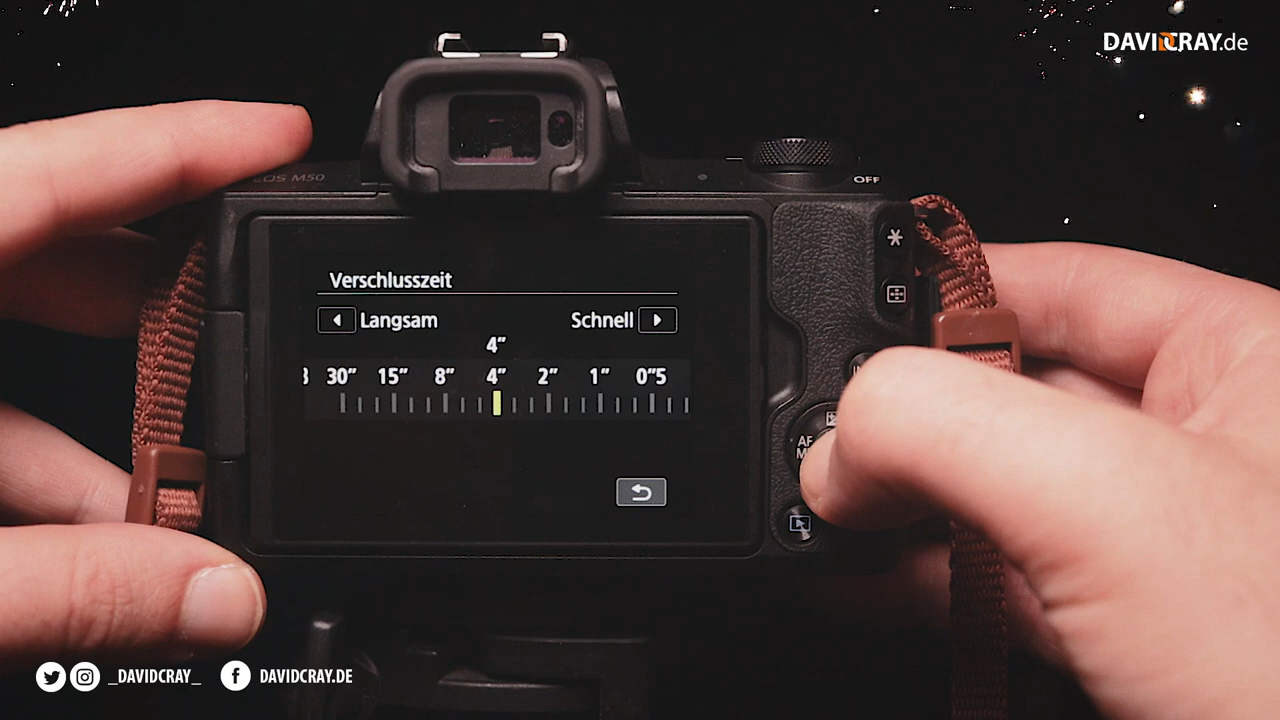 DAVIDCRAY.de
EOS M50
OFF
Verschlusszeit
Langsam
Schnell
4"
30" 15" 8" 4" 2" 1" 0"5
AF
_DAVIDCRAY_
DAVIDCRAY.DE